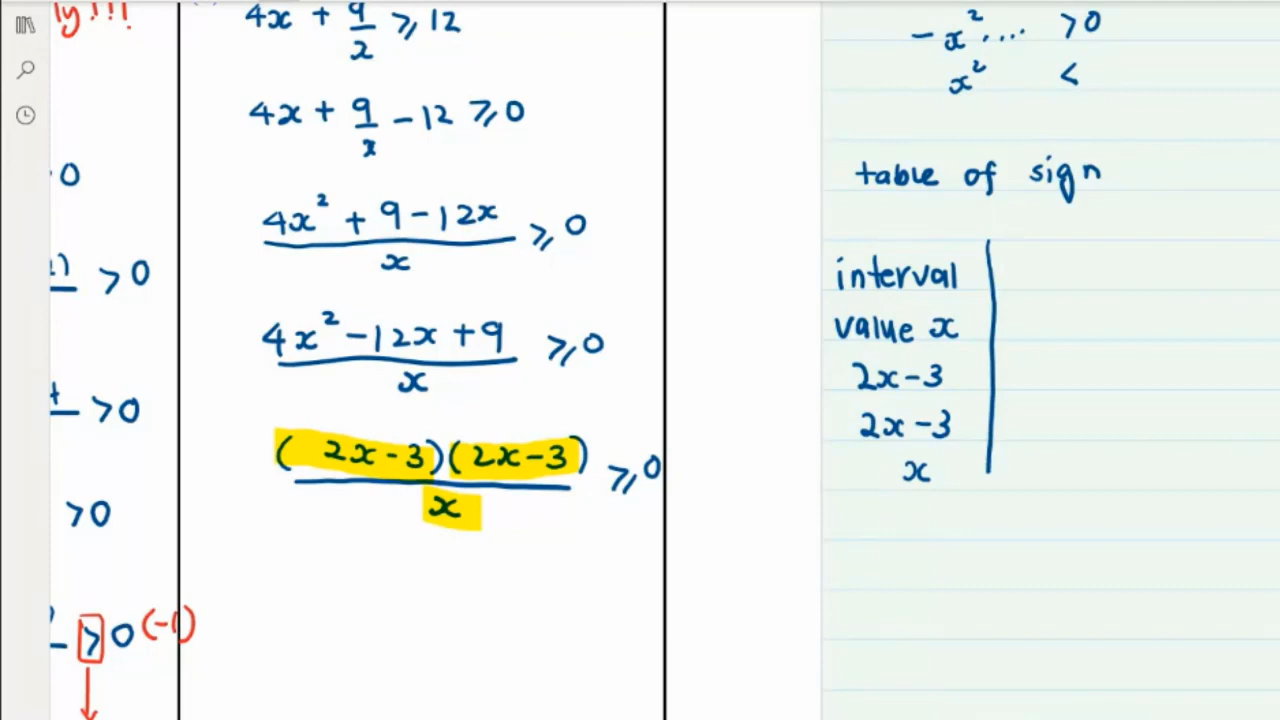 ly!!!
4x + 9/x ⩾ 12
4x + 9/x - 12 ⩾ 0
(4x² + 9 - 12x)/x ⩾ 0
(4x² - 12x + 9)/x ⩾ 0
( 2x - 3)(2x - 3)/x ⩾ 0
>0
>0
>0
>0
>0 (-1)
-x².... >0
x² <
table of sign
interval
value x
2x - 3
2x - 3
x